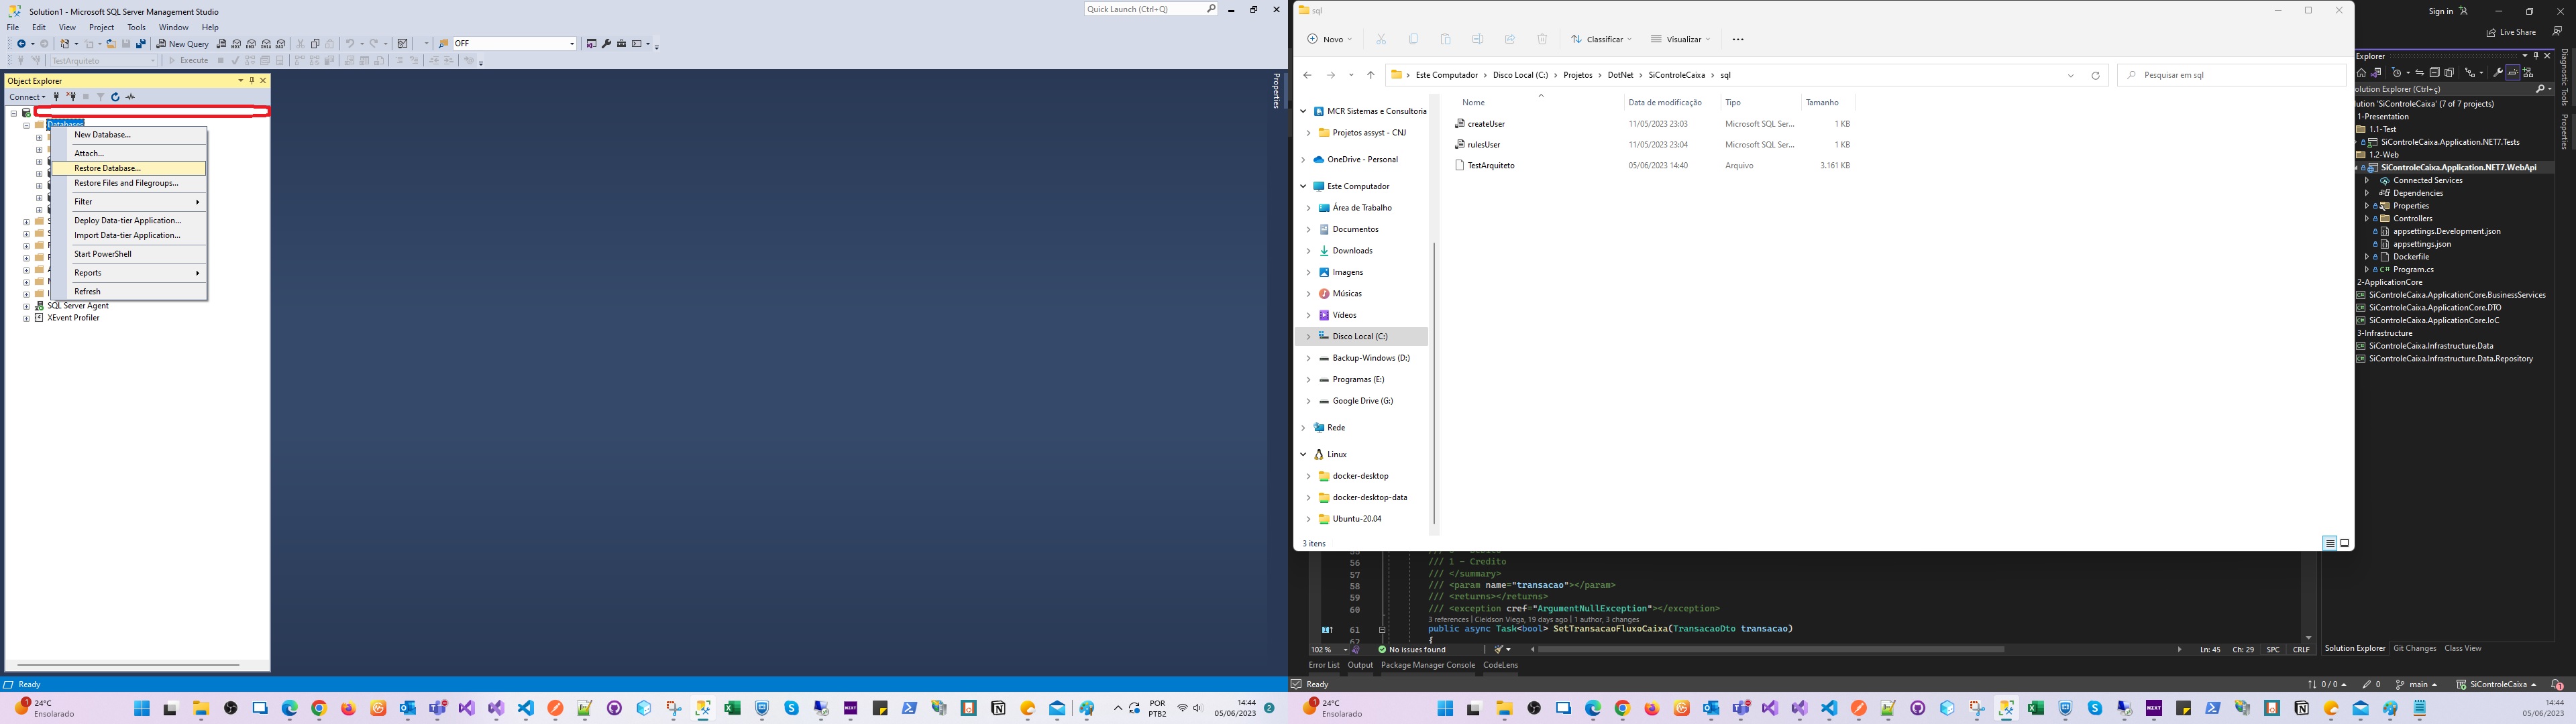 Solution1 - Microsoft SQL Server Management Studio
Quick Launch (Ctrl+Q)
File Edit View Project Tools Window Help
New Query
OFF
TestArquiteto
Execute
Object Explorer
Connect
Databases
New Database...
Attach...
Restore Database...
Restore Files and Filegroups...
Filter
Deploy Data-tier Application...
Import Data-tier Application...
Start PowerShell
Reports
Refresh
SQL Server Agent
XEvent Profiler
Properties
Ready
24°C
Ensolarado
POR
PTB2
14:44
05/06/2023
2
sql
Novo
Classificar
Visualizar
Este Computador > Disco Local (C:) > Projetos > DotNet > SiControleCaixa > sql
Pesquisar em sql
MCR Sistemas e Consultoria
Projetos assyst - CNJ
OneDrive - Personal
Este Computador
Área de Trabalho
Documentos
Downloads
Imagens
Músicas
Vídeos
Disco Local (C:)
Backup-Windows (D:)
Programas (E:)
Google Drive (G:)
Rede
Linux
docker-desktop
docker-desktop-data
Ubuntu-20.04
Nome Data de modificação Tipo Tamanho
createUser 11/05/2023 23:03 Microsoft SQL Ser... 1 KB
rulesUser 11/05/2023 23:04 Microsoft SQL Ser... 1 KB
TestArquiteto 05/06/2023 14:40 Arquivo 3.161 KB
3 itens
56 /// 1 - Credito
57 /// </summary>
58 /// <param name="transacao"></param>
59 /// <returns></returns>
60 /// <exception cref="ArgumentNullException"></exception>
3 references | Cleidson Viega, 19 days ago | 1 author, 3 changes
61 public async Task<bool> SetTransacaoFluxoCaixa(TransacaoDto transacao)
62 {
102 % No issues found Ln: 45 Ch: 29 SPC CRLF
Error List Output Package Manager Console CodeLens
Ready
0 / 0 0 main SiControleCaixa
Sign in
Live Share
Explorer
olution Explorer (Ctrl+ç)
lution 'SiControleCaixa' (7 of 7 projects)
1-Presentation
1.1-Test
SiControleCaixa.Application.NET7.Tests
1.2-Web
SiControleCaixa.Application.NET7.WebApi
Connected Services
Dependencies
Properties
Controllers
appsettings.Development.json
appsettings.json
Dockerfile
Program.cs
2-ApplicationCore
SiControleCaixa.ApplicationCore.BusinessServices
SiControleCaixa.ApplicationCore.DTO
SiControleCaixa.ApplicationCore.IoC
3-Infrastructure
SiControleCaixa.Infrastructure.Data
SiControleCaixa.Infrastructure.Data.Repository
Solution Explorer Git Changes Class View
Diagnostic Tools
Properties
24°C
Ensolarado
14:44
05/06/2023